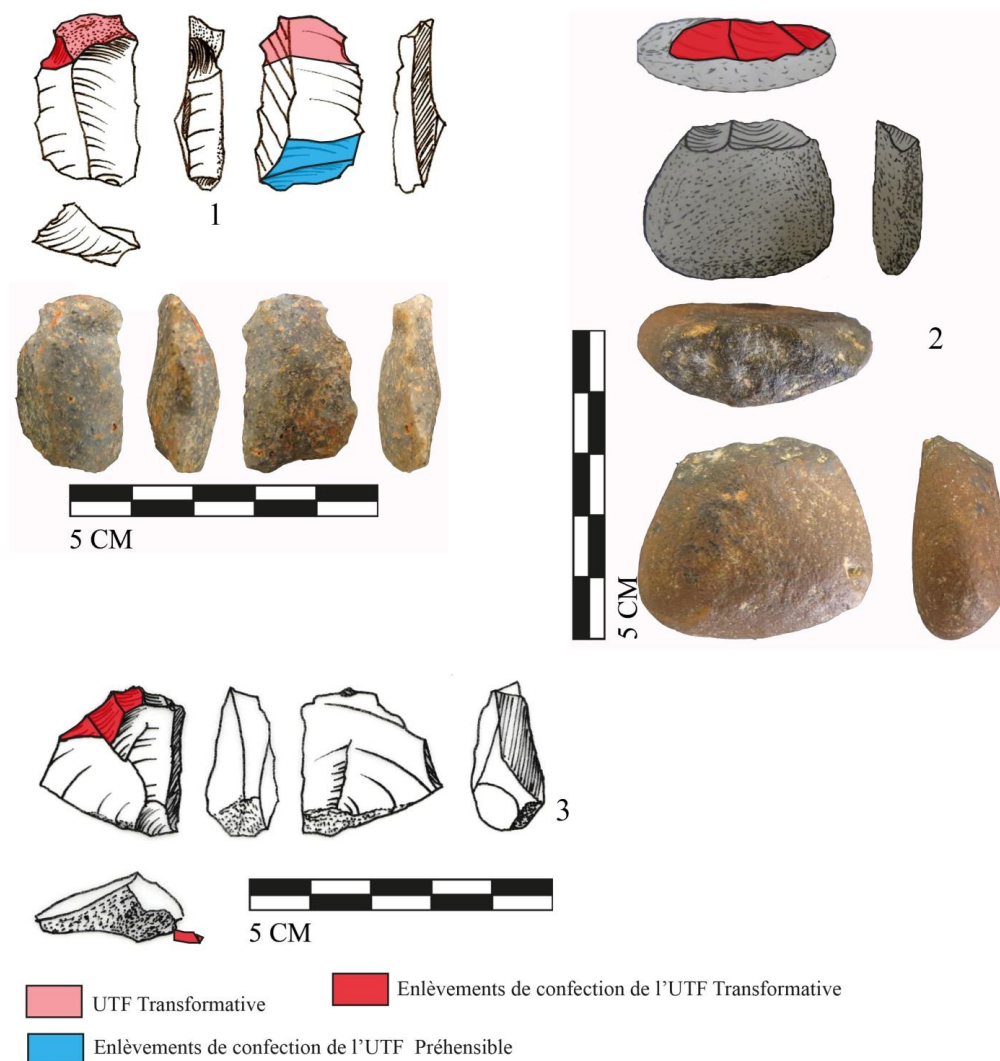 1
2
5 CM
5 CM
3
5 CM
UTF Transformative
Enlèvements de confection de l'UTF Transformative
Enlèvements de confection de l'UTF Préhensible